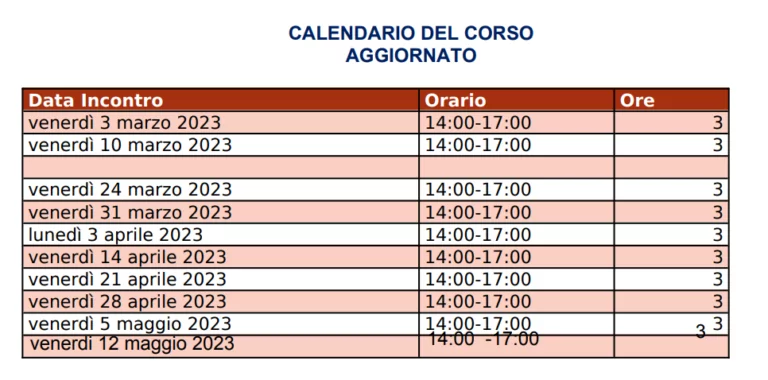 CALENDARIO DEL CORSO
AGGIORNATO
Data Incontro Orario Ore
venerdì 3 marzo 2023 14:00-17:00 3
venerdì 10 marzo 2023 14:00-17:00 3
venerdì 24 marzo 2023 14:00-17:00 3
venerdì 31 marzo 2023 14:00-17:00 3
lunedì 3 aprile 2023 14:00-17:00 3
venerdì 14 aprile 2023 14:00-17:00 3
venerdì 21 aprile 2023 14:00-17:00 3
venerdì 28 aprile 2023 14:00-17:00 3
venerdì 5 maggio 2023 14:00-17:00 3
venerdi 12 maggio 2023 14:00 -17:00 3